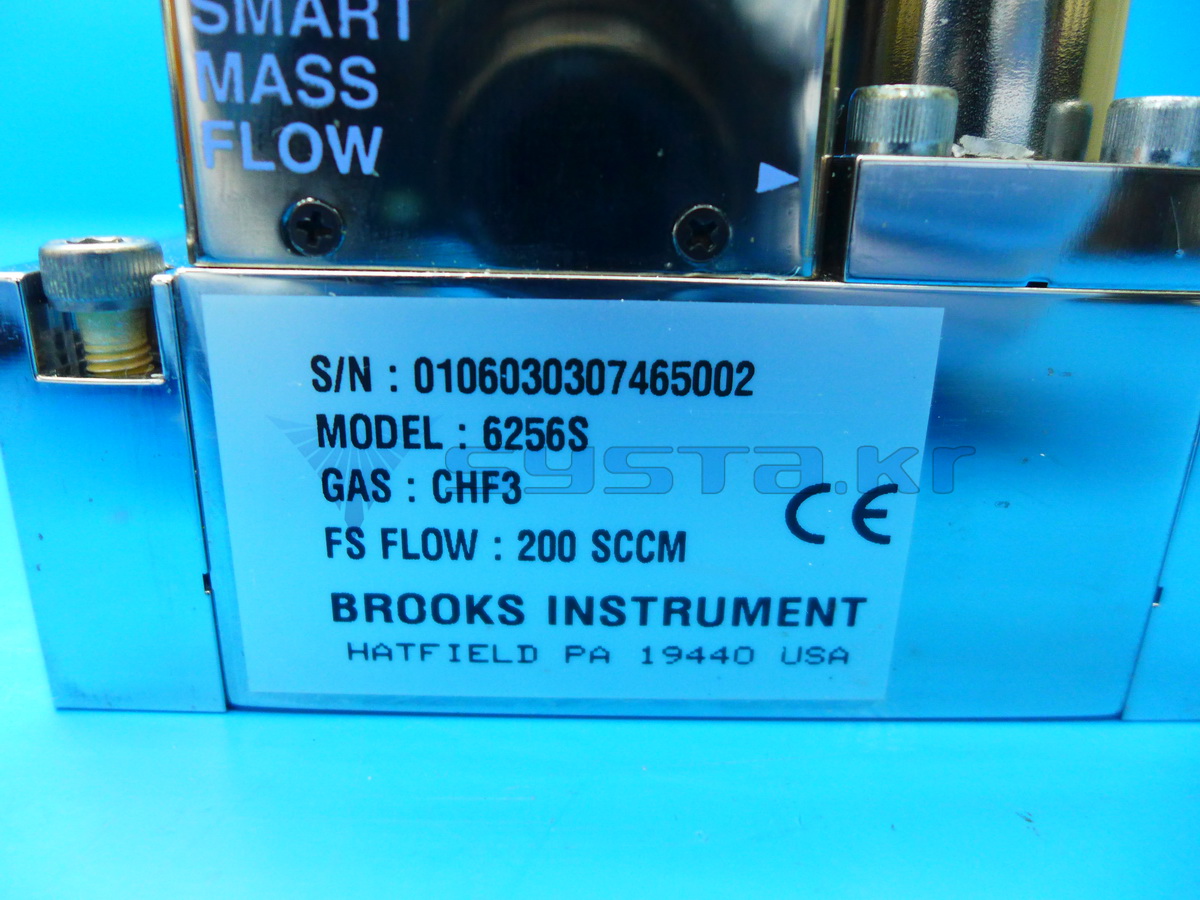 SMART
MASS
FLOW
S/N : 0106030307465002
MODEL : 6256S
systa.kr
GAS : CHF3
CE
FS FLOW : 200 SCCM
BROOKS INSTRUMENT
HATFIELD PA 19440 USA